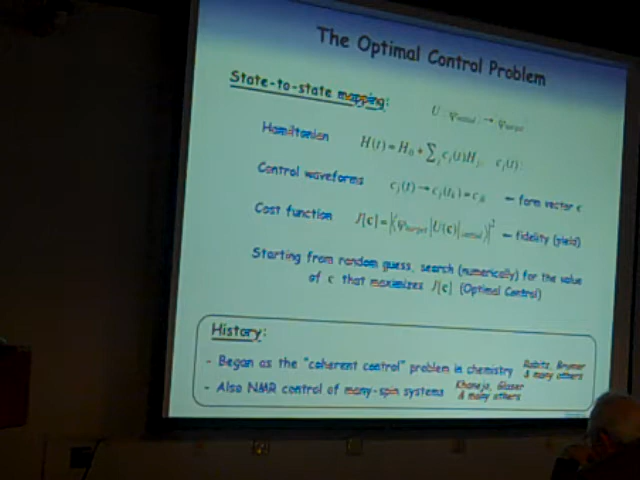 The Optimal Control Problem
State-to-state mapping: U : ψinitial → ψtarget
Hamiltonian H(t) = H₀ + ∑ⱼ cⱼ(t)Hⱼ, cⱼ(t)
Control waveforms cⱼ(t) → cⱼ(tₖ) = cⱼₖ — form vector c
Cost function J[c] = |⟨ψtarget|U(c)|initial⟩|² — fidelity (yield)
Starting from random guess, search (numerically) for the value
of c that maximizes J[c] (Optimal Control)
History:
- Began as the "coherent control" problem in chemistry Rabitz, Brumer
& many others
- Also NMR control of many-spin systems Khaneja, Glaser
& many others